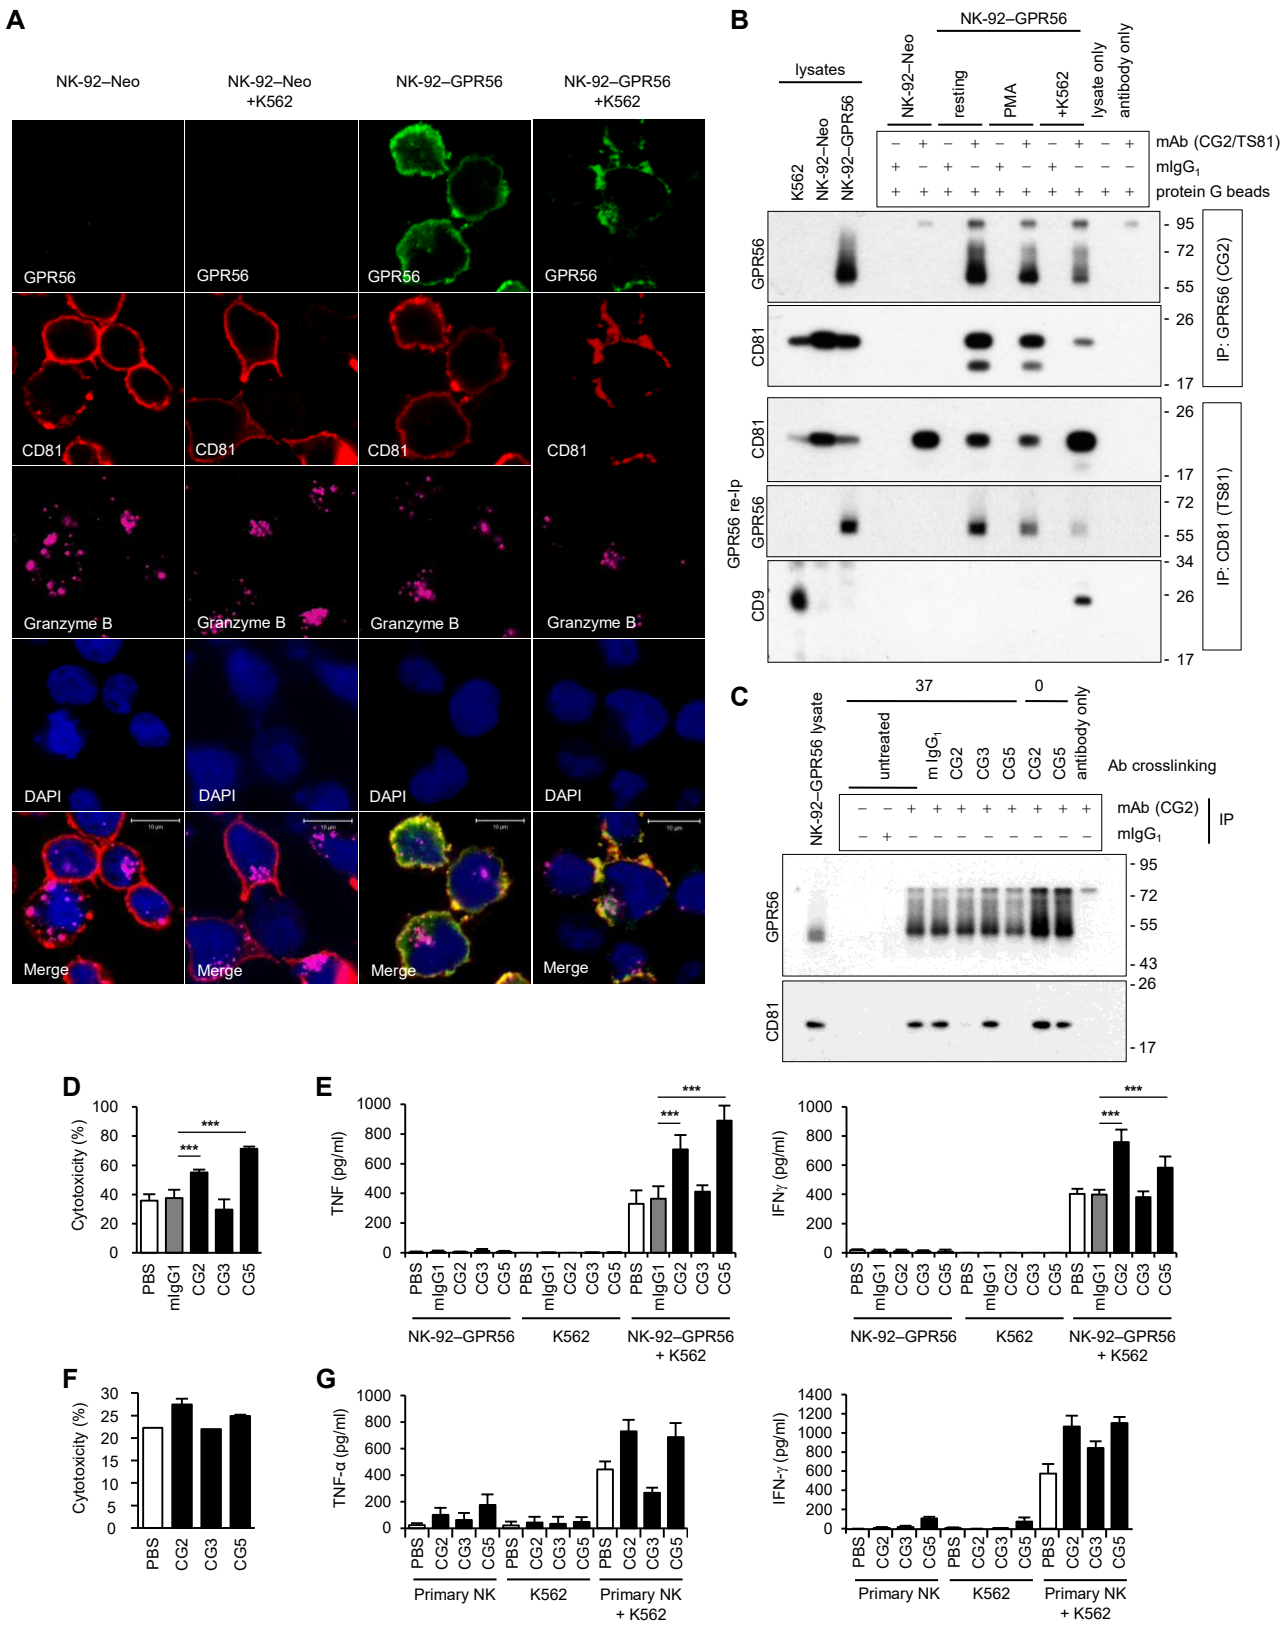 A
NK-92–Neo
NK-92–Neo
+K562
NK-92–GPR56
NK-92–GPR56
+K562
GPR56
GPR56
GPR56
GPR56
CD81
CD81
CD81
CD81
Granzyme B
Granzyme B
Granzyme B
Granzyme B
DAPI
DAPI
DAPI
DAPI
10 μm
10 μm
10 μm
10 μm
Merge
Merge
Merge
Merge
B
NK-92–GPR56
lysates
K562
NK-92–Neo
NK-92–GPR56
NK-92–Neo
resting
PMA
+K562
lysate only
antibody only
– + – + – + – + – + mAb (CG2/TS81)
+ – + – + – + – – – mIgG1
+ + + + + + + + + + protein G beads
GPR56
- 95
- 72
- 55
CD81
- 26
- 17
IP: GPR56 (CG2)
CD81
- 26
- 17
GPR56 re-Ip
GPR56
- 72
- 55
CD9
- 34
- 26
- 17
IP: CD81 (TS81)
C
NK-92–GPR56 lysate
37
0
untreated
m IgG1
CG2
CG3
CG5
CG2
CG5
antibody only
Ab crosslinking
– – + + + + + + + + mAb (CG2)
– + – – – – – – – – mIgG1
IP
GPR56
- 95
- 72
- 55
- 43
CD81
- 26
- 17
D
Cytotoxicity (%)
100
80
60
40
20
0
***
***
PBS
mIgG1
CG2
CG3
CG5
E
TNF (pg/ml)
1000
800
600
400
200
0
***
***
PBS
mIgG1
CG2
CG3
CG5
PBS
mIgG1
CG2
CG3
CG5
PBS
mIgG1
CG2
CG3
CG5
NK-92–GPR56
K562
NK-92–GPR56
+ K562
IFNγ (pg/ml)
1000
800
600
400
200
0
***
***
PBS
mIgG1
CG2
CG3
CG5
PBS
mIgG1
CG2
CG3
CG5
PBS
mIgG1
CG2
CG3
CG5
NK-92–GPR56
K562
NK-92–GPR56
+ K562
F
Cytotoxicity (%)
30
25
20
15
10
5
0
PBS
CG2
CG3
CG5
G
TNF-α (pg/ml)
1000
800
600
400
200
0
PBS
CG2
CG3
CG5
PBS
CG2
CG3
CG5
PBS
CG2
CG3
CG5
Primary NK
K562
Primary NK
+ K562
IFN-γ (pg/ml)
1400
1200
1000
800
600
400
200
0
PBS
CG2
CG3
CG5
PBS
CG2
CG3
CG5
PBS
CG2
CG3
CG5
Primary NK
K562
Primary NK
+ K562